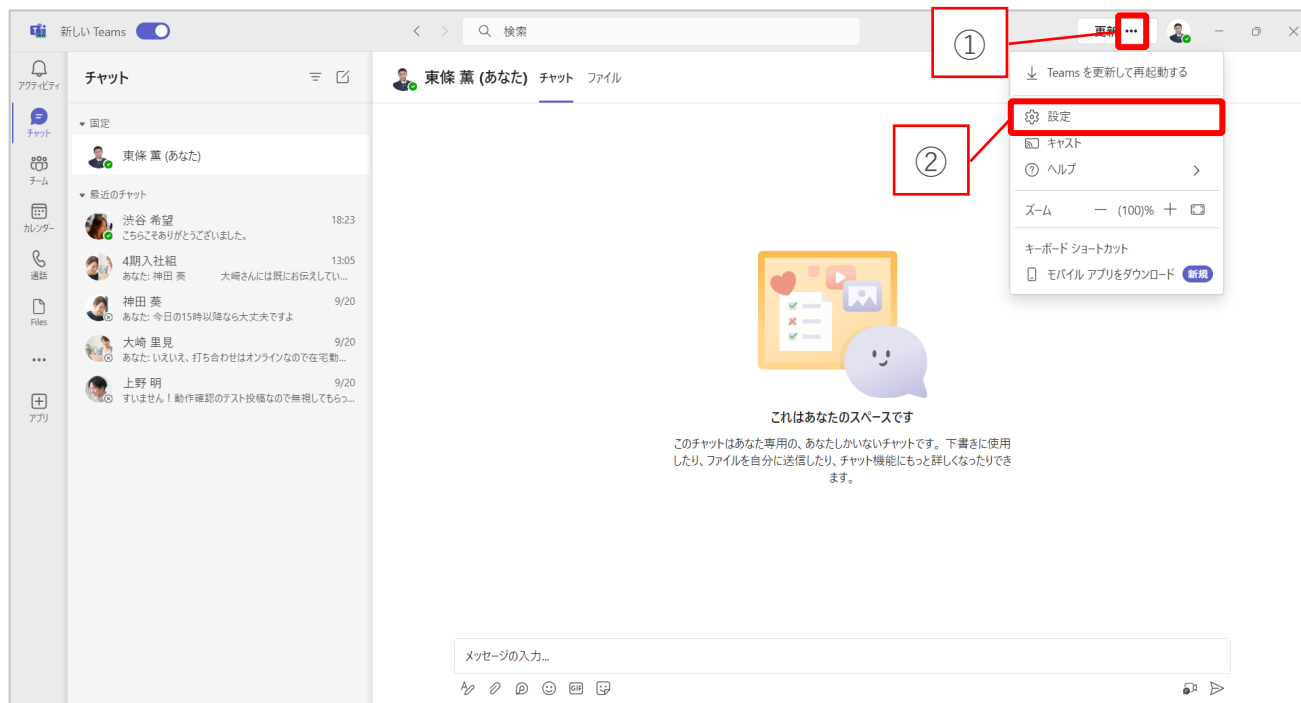 新しい Teams
検索
更新 •••
①
アクティビティ
チャット
チーム
カレンダー
通話
Files
アプリ
チャット
固定
東條 薫 (あなた)
最近のチャット
渋谷 希望 18:23
こちらこそありがとうございました。
4期入社組 13:05
あなた: 神田 葵 大崎さんには既にお伝えしてい...
神田 葵 9/20
あなた: 今日の15時以降なら大丈夫ですよ
大崎 里見 9/20
あなた: いえいえ、打ち合わせはオンラインなので在宅勤...
上野 明 9/20
すいません！動作確認のテスト投稿なので無視してもらっ...
東條 薫 (あなた) チャット ファイル
Teams を更新して再起動する
②
設定
キャスト
ヘルプ
ズーム — (100)% +
キーボード ショートカット
モバイル アプリをダウンロード 新規
これはあなたのスペースです
このチャットはあなた専用の、あなたしかいないチャットです。下書きに使用
したり、ファイルを自分に送信したり、チャット機能にもっと詳しくなったりでき
ます。
メッセージの入力...
GIF